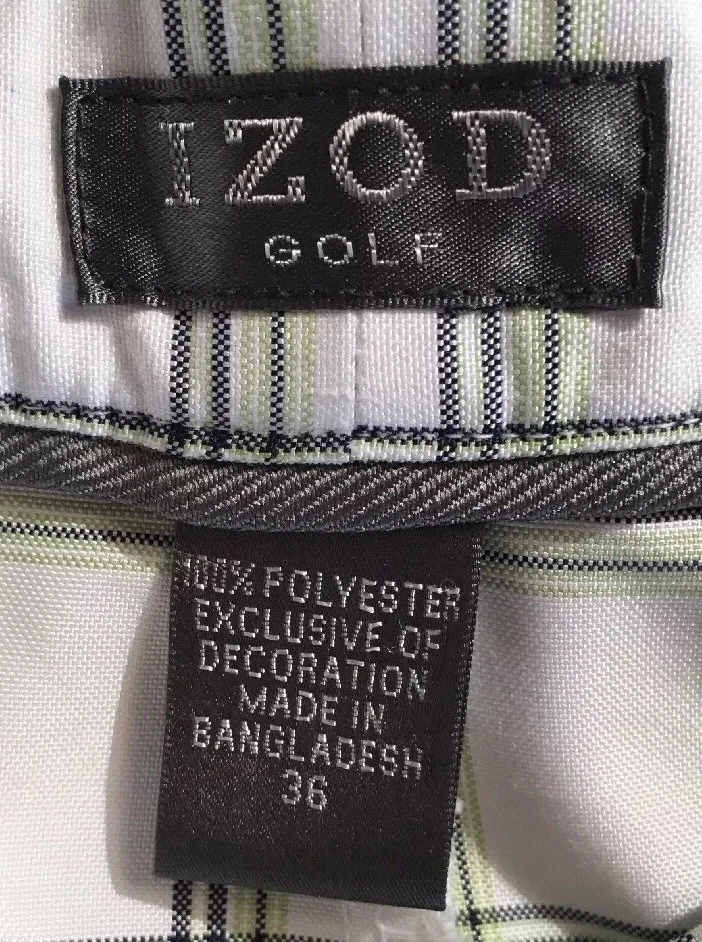 IZOD
GOLF
100% POLYESTER
EXCLUSIVE OF
DECORATION
MADE IN
BANGLADESH
36